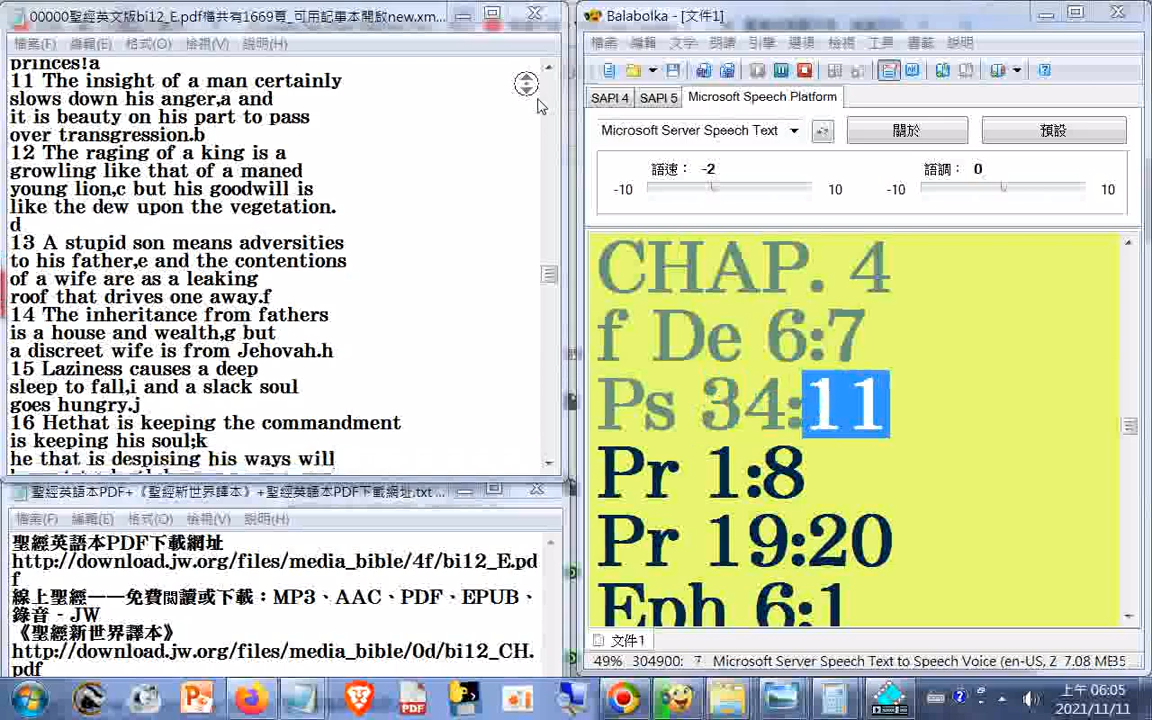 00000聖經英文版bi12_E.pdf檔共有1669頁_可用記事本開啟new.xm...
檔案(F) 編輯(E) 格式(O) 檢視(V) 說明(H)
princes!a
11 The insight of a man certainly
slows down his anger,a and
it is beauty on his part to pass
over transgression.b
12 The raging of a king is a
growling like that of a maned
young lion,c but his goodwill is
like the dew upon the vegetation.
d
13 A stupid son means adversities
to his father,e and the contentions
of a wife are as a leaking
roof that drives one away.f
14 The inheritance from fathers
is a house and wealth,g but
a discreet wife is from Jehovah.h
15 Laziness causes a deep
sleep to fall,i and a slack soul
goes hungry.j
16 Hethat is keeping the commandment
is keeping his soul;k
he that is despising his ways will
聖經英語本PDF+《聖經新世界譯本》+聖經英語本PDF下載網址.txt ...
檔案(F) 編輯(E) 格式(O) 檢視(V) 說明(H)
聖經英語本PDF下載網址
http://download.jw.org/files/media_bible/4f/bi12_E.pd
f
線上聖經——免費閱讀或下載：MP3、AAC、PDF、EPUB、
錄音 - JW
《聖經新世界譯本》
http://download.jw.org/files/media_bible/0d/bi12_CH.
pdf
Balabolka - [文件1]
檔案 編輯 文字 朗讀 引擎 選項 檢視 工具 書籤 說明
SAPI 4 SAPI 5 Microsoft Speech Platform
Microsoft Server Speech Text 關於 預設
語速： -2 語調： 0
-10 10 -10 10
CHAP. 4
f De 6:7
Ps 34:11
Pr 1:8
Pr 19:20
Eph 6:1
文件1
49% 304900: 7 Microsoft Server Speech Text to Speech Voice (en-US, Z 7.08 MB
上午 06:05
2021/11/11